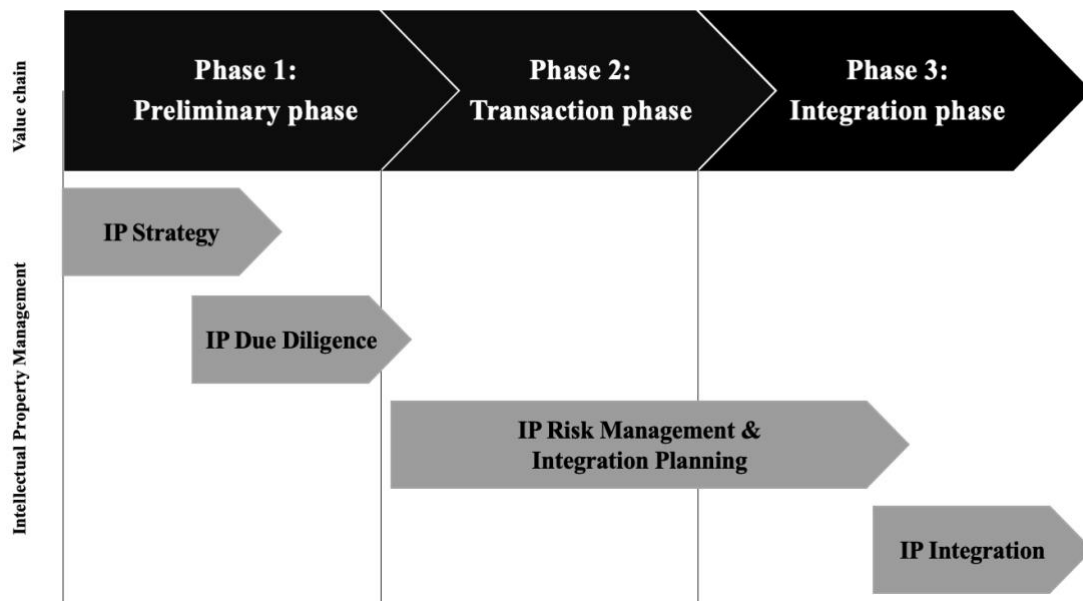 Value chain
Phase 1:
Preliminary phase
Phase 2:
Transaction phase
Phase 3:
Integration phase
Intellectual Property Management
IP Strategy
IP Due Diligence
IP Risk Management &
Integration Planning
IP Integration